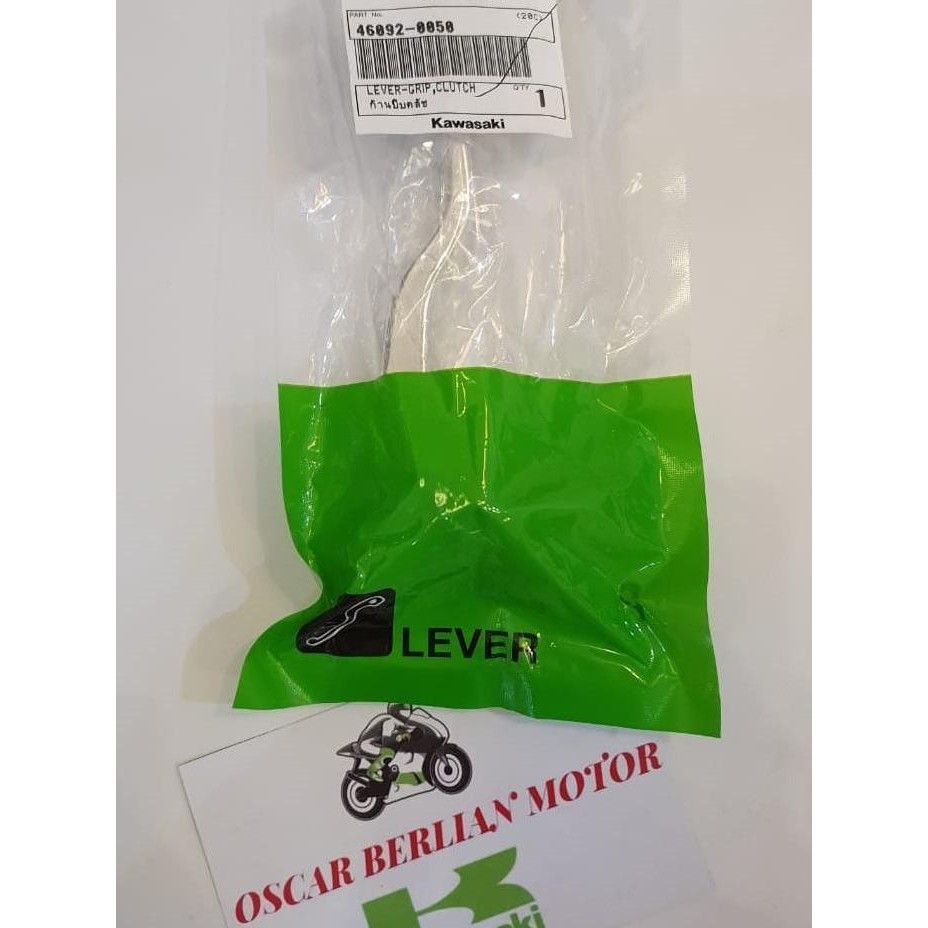 PART No.
46092-0050
LEVER-GRIP,CLUTCH
QTY 1
ก้านบีบคลัช
Kawasaki
LEVER
OSCAR BERLIAN MOTOR